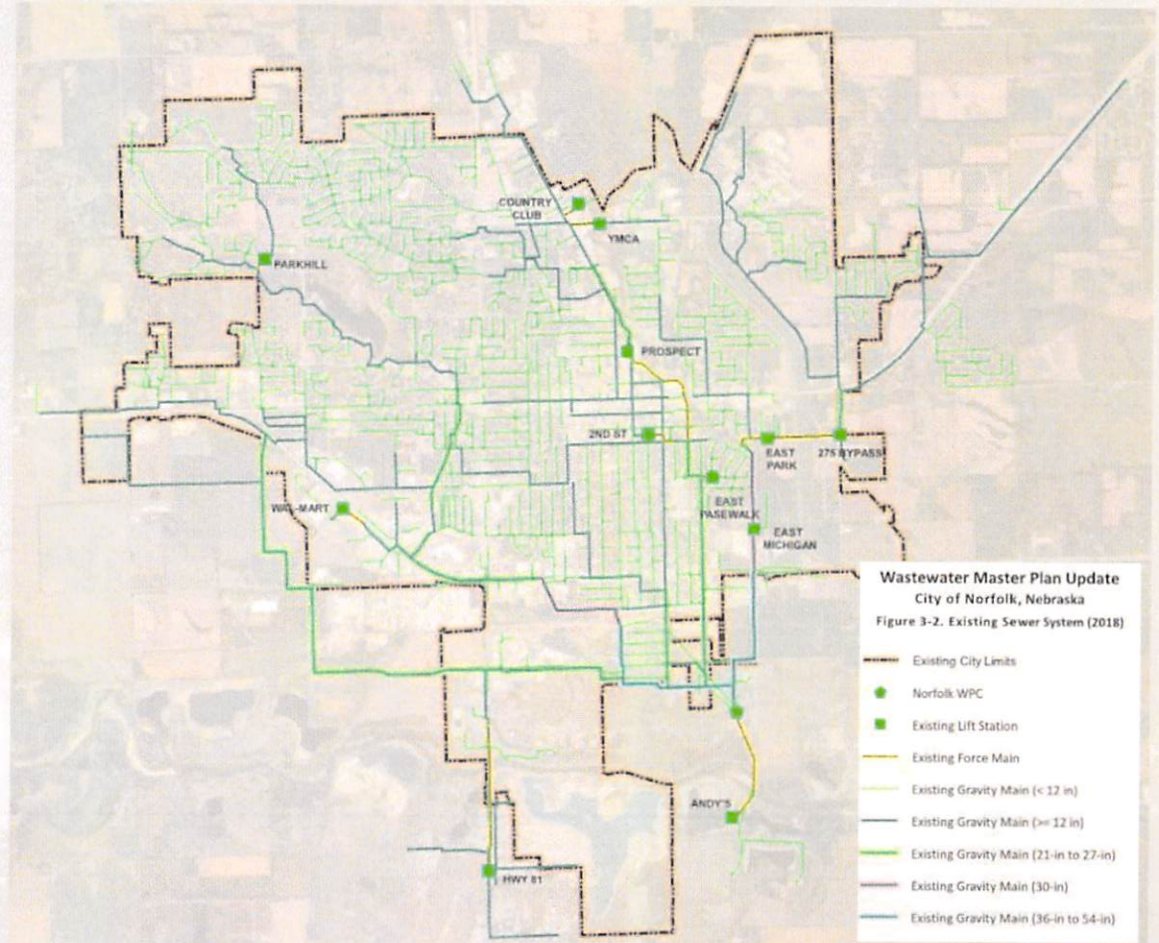 COUNTRY
CLUB
YMCA
PARKHILL
PROSPECT
2ND ST
EAST
PARK
275 BYPASS
WAL-MART
EAST
PASEWALK
EAST
MICHIGAN
ANDY'S
HWY 81
Wastewater Master Plan Update
City of Norfolk, Nebraska
Figure 3-2. Existing Sewer System (2018)
Existing City Limits
Norfolk WPC
Existing Lift Station
Existing Force Main
Existing Gravity Main (< 12 in)
Existing Gravity Main (>= 12 in)
Existing Gravity Main (21-in to 27-in)
Existing Gravity Main (30-in)
Existing Gravity Main (36-in to 54-in)